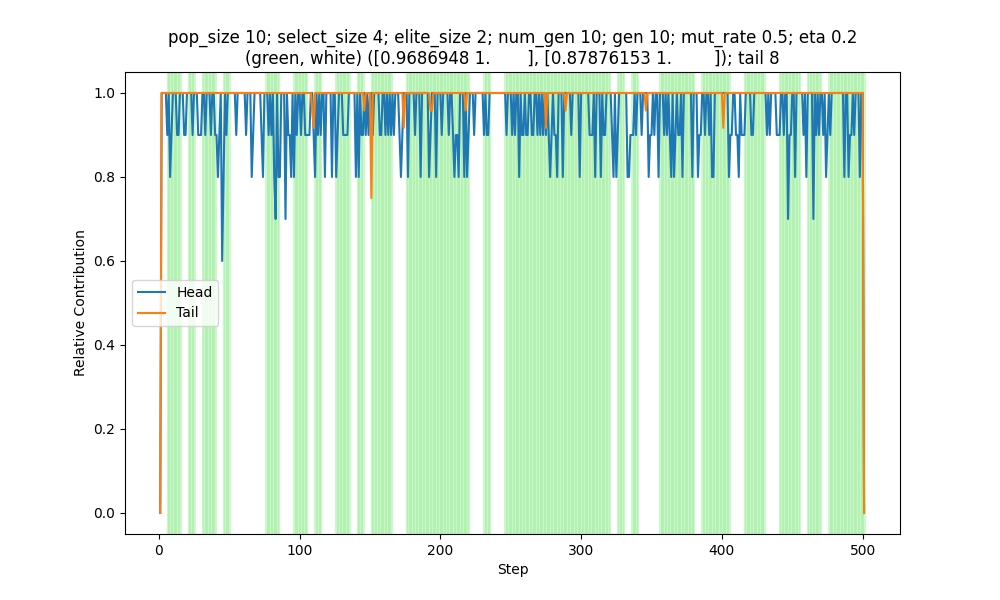 pop_size 10; select_size 4; elite_size 2; num_gen 10; gen 10; mut_rate 0.5; eta 0.2
(green, white) ([0.9686948 1.        ], [0.87876153 1.         ]); tail 8
1.0
0.8
0.6
0.4
0.2
0.0
Relative Contribution
Head
Tail
0
100
200
300
400
500
Step